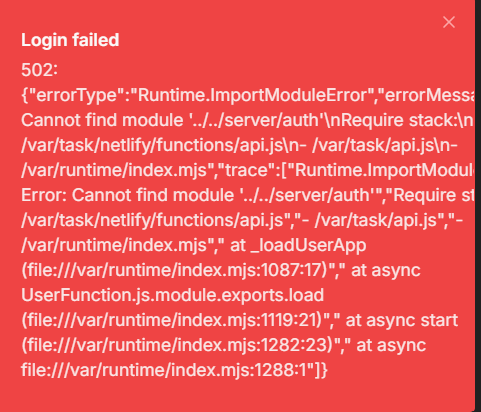 Login failed
502:
{"errorType":"Runtime.ImportModuleError","errorMessa
Cannot find module '../../server/auth'\nRequire stack:\n
/var/task/netlify/functions/api.js\n- /var/task/api.js\n-
/var/runtime/index.mjs","trace":["Runtime.ImportModul
Error: Cannot find module '../../server/auth'","Require st
/var/task/netlify/functions/api.js","- /var/task/api.js","-
/var/runtime/index.mjs"," at _loadUserApp
(file:///var/runtime/index.mjs:1087:17)"," at async
UserFunction.js.module.exports.load
(file:///var/runtime/index.mjs:1119:21)"," at async start
(file:///var/runtime/index.mjs:1282:23)"," at async
file:///var/runtime/index.mjs:1288:1"]}